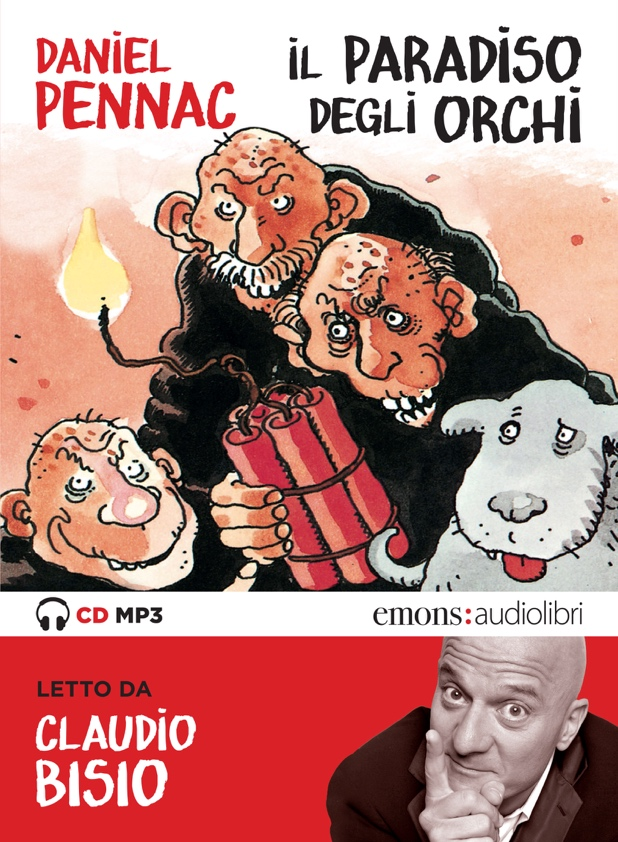 DANIEL
PENNAC
IL PARADISO
DEGLI ORCHI
CD MP3
emons:audiolibri
LETTO DA
CLAUDIO
BISIO